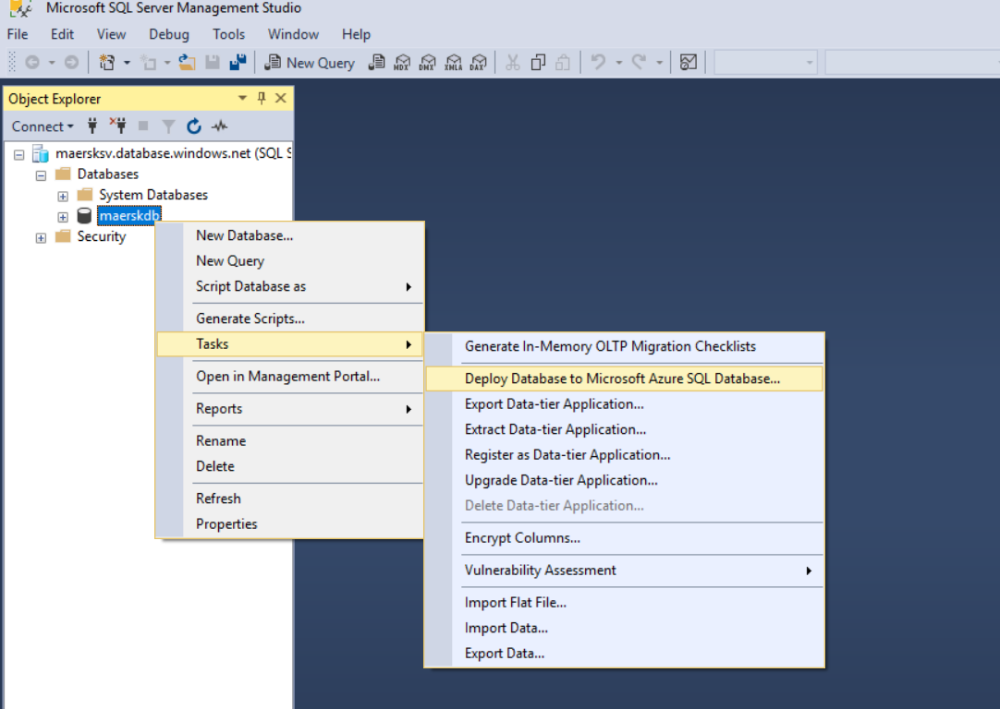 Microsoft SQL Server Management Studio
File Edit View Debug Tools Window Help
New Query MDX DMX XMLA DAX
Object Explorer
Connect
maersksv.database.windows.net (SQL S
Databases
System Databases
maerskdb
Security
New Database...
New Query
Script Database as
Generate Scripts...
Tasks
Open in Management Portal...
Reports
Rename
Delete
Refresh
Properties
Generate In-Memory OLTP Migration Checklists
Deploy Database to Microsoft Azure SQL Database...
Export Data-tier Application...
Extract Data-tier Application...
Register as Data-tier Application...
Upgrade Data-tier Application...
Delete Data-tier Application...
Encrypt Columns...
Vulnerability Assessment
Import Flat File...
Import Data...
Export Data...